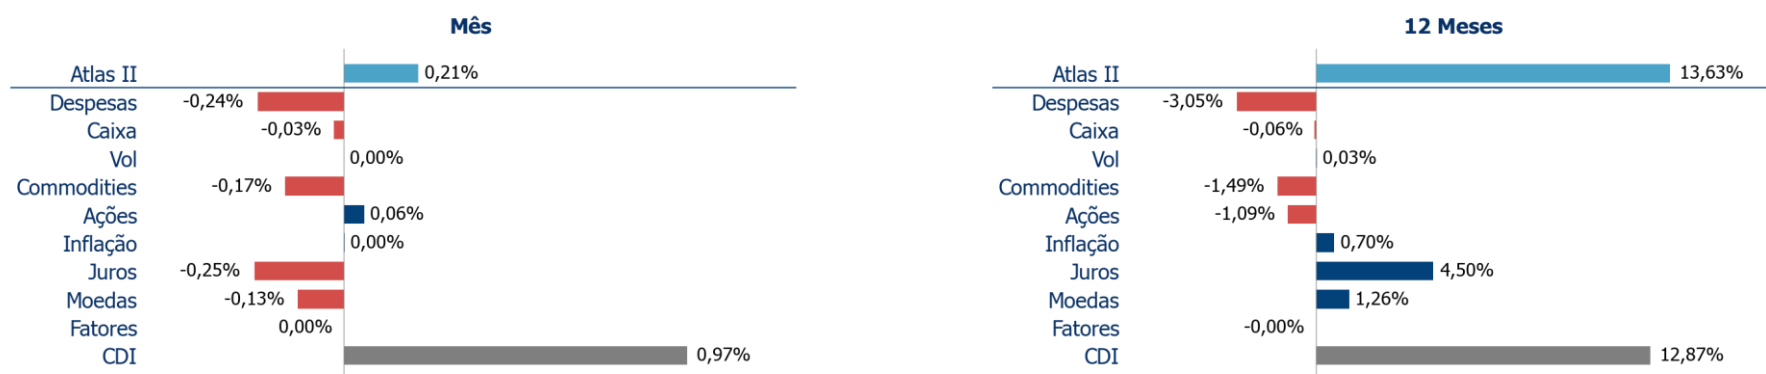 Mês
Atlas II 0,21%
Despesas -0,24%
Caixa -0,03%
Vol 0,00%
Commodities -0,17%
Ações 0,06%
Inflação 0,00%
Juros -0,25%
Moedas -0,13%
Fatores 0,00%
CDI 0,97%
12 Meses
Atlas II 13,63%
Despesas -3,05%
Caixa -0,06%
Vol 0,03%
Commodities -1,49%
Ações -1,09%
Inflação 0,70%
Juros 4,50%
Moedas 1,26%
Fatores -0,00%
CDI 12,87%